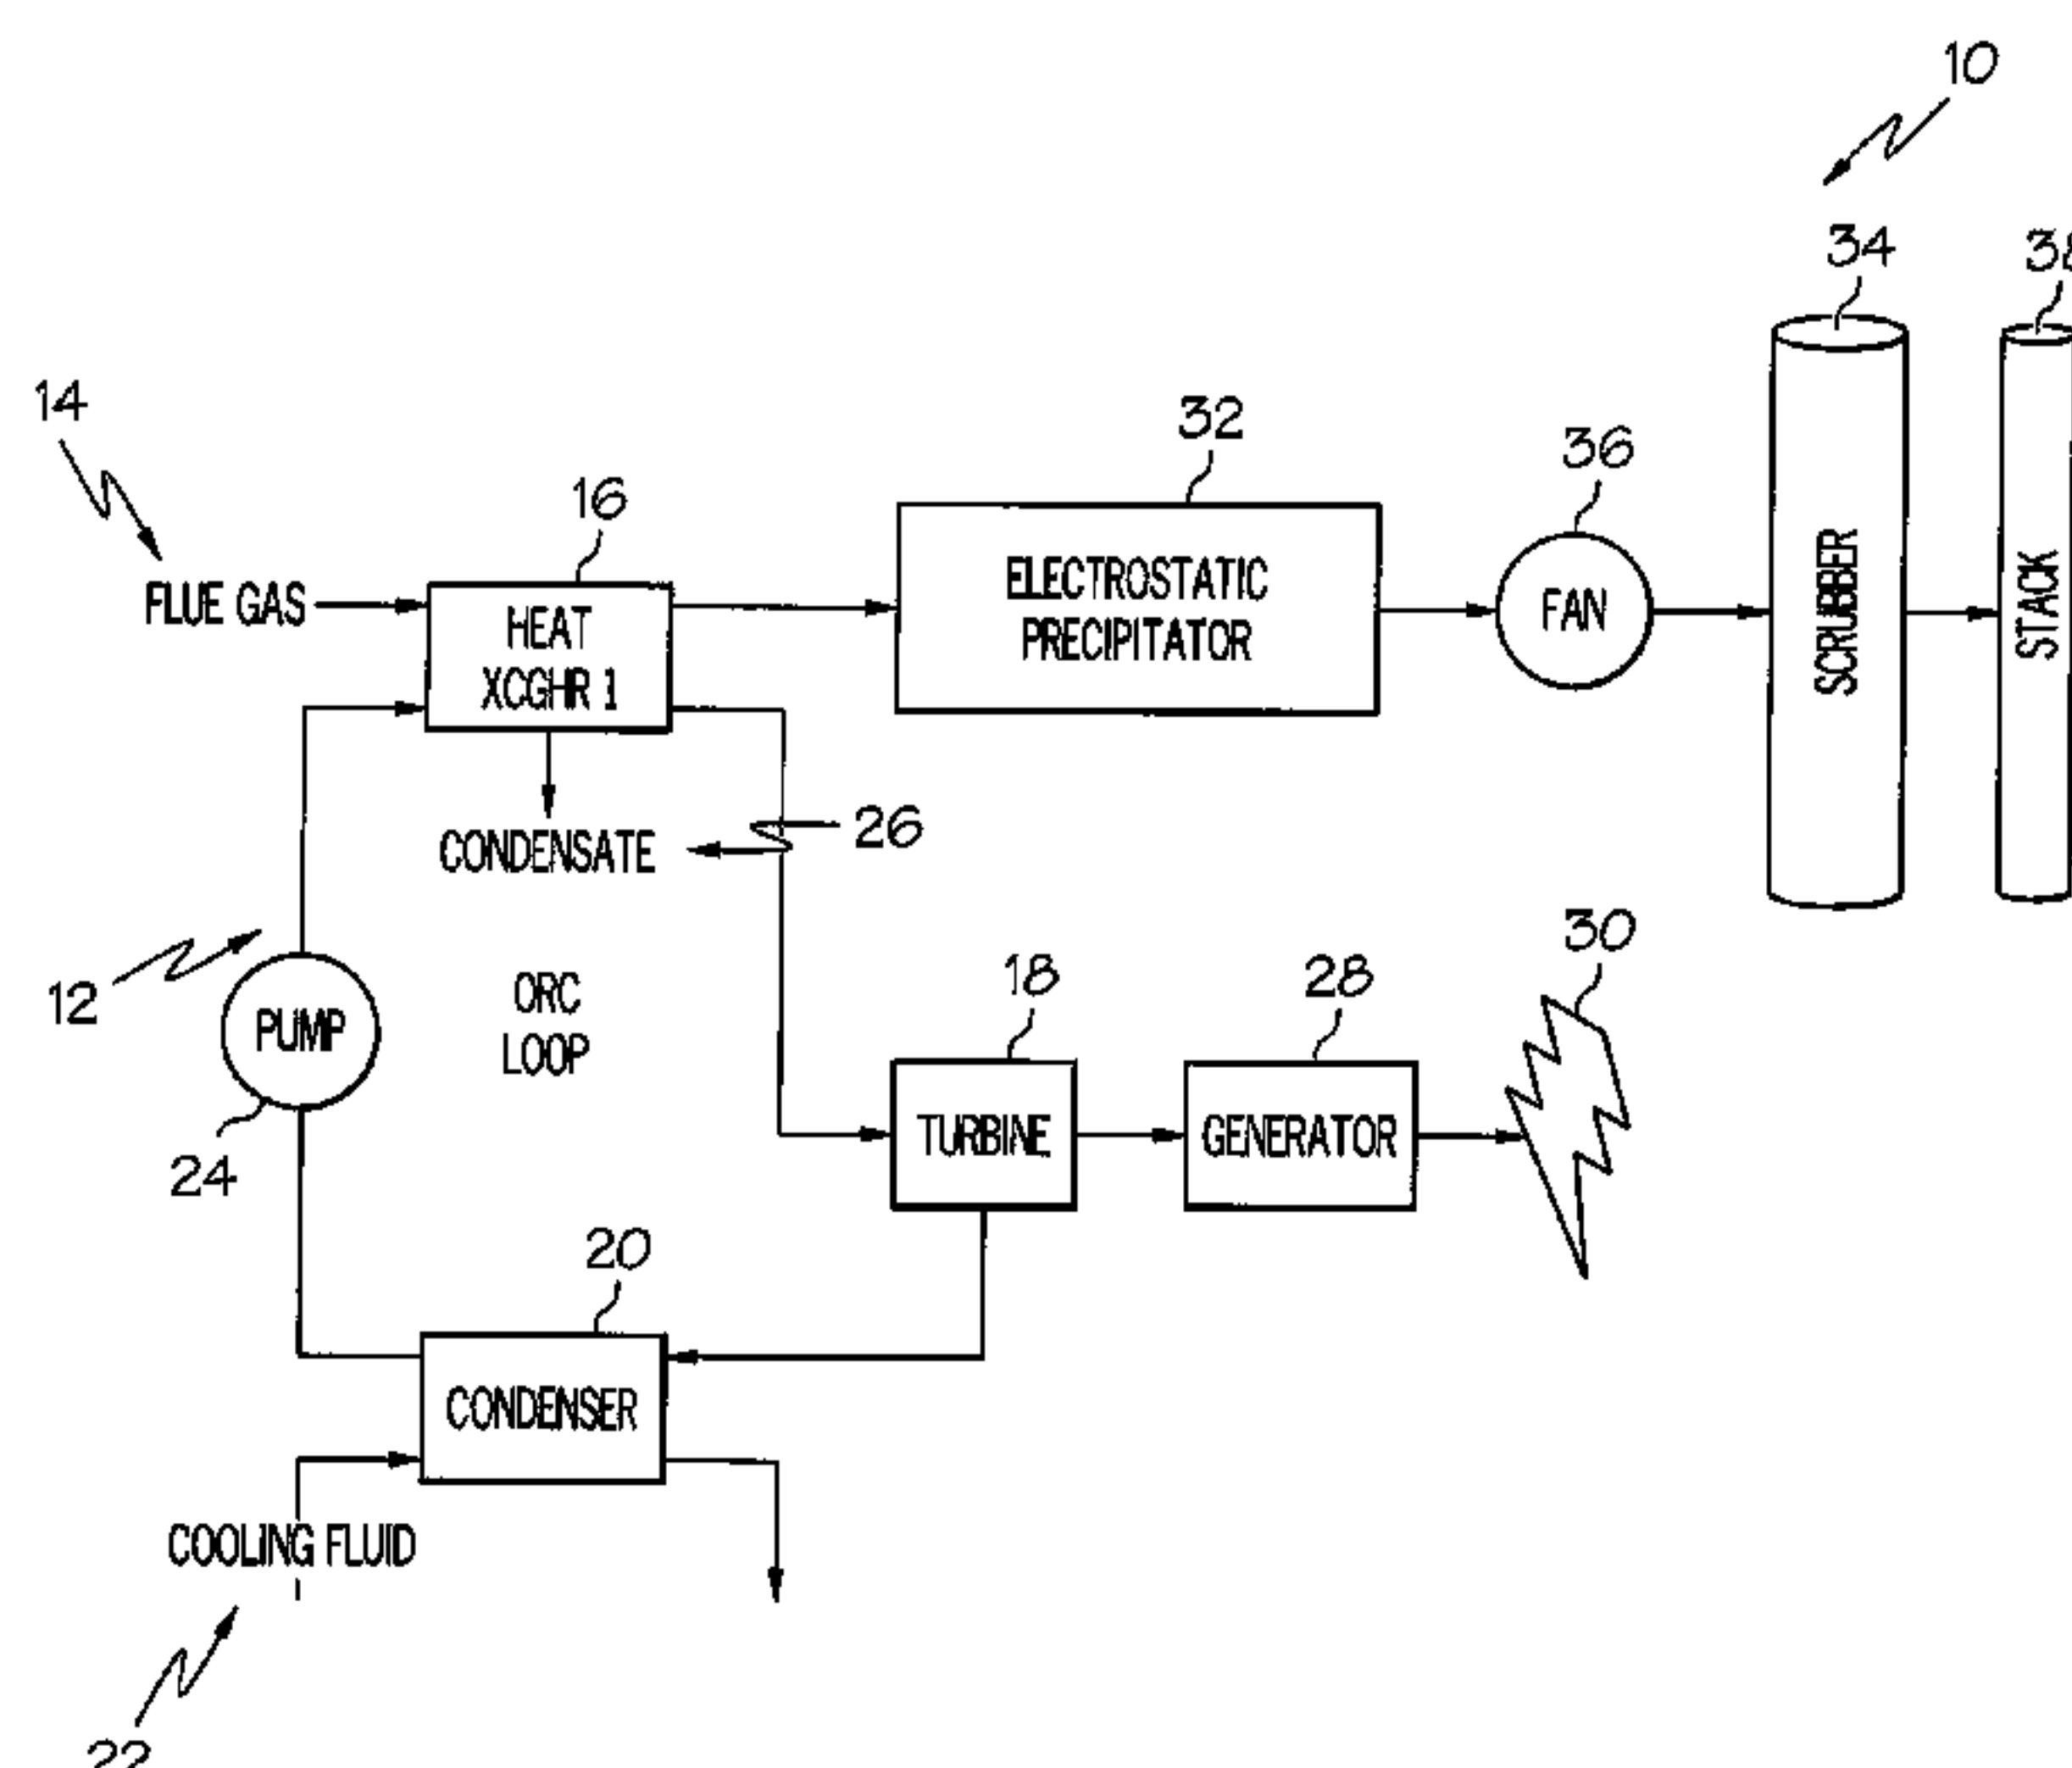 10
34
14
32
36
16
FLUE GAS
HEAT
XCGHR 1
ELECTROSTATIC
PRECIPITATOR
FAN
SCRUBBER
STACK
CONDENSATE
26
12
PUMP
ORC
LOOP
18
28
30
24
TURBINE
GENERATOR
20
CONDENSER
COOLING FLUID
22